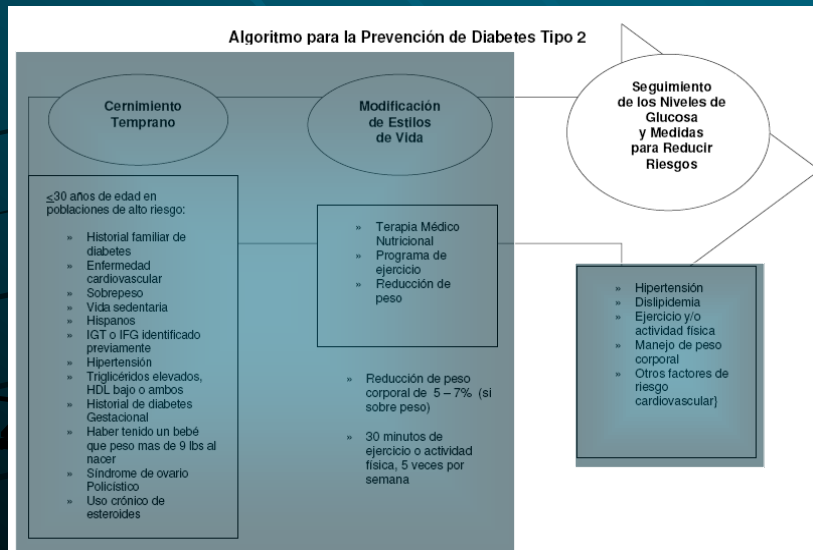 Algoritmo para la Prevención de Diabetes Tipo 2
Cernimiento
Temprano
Modificación
de Estilos
de Vida
Seguimiento
de los Niveles de
Glucosa
y Medidas
para Reducir
Riesgos
≤30 años de edad en
poblaciones de alto riesgo:
» Historial familiar de
diabetes
» Enfermedad
cardiovascular
» Sobrepeso
» Vida sedentaria
» Hispanos
» IGT o IFG identificado
previamente
» Hipertensión
» Triglicéridos elevados,
HDL bajo o ambos
» Historial de diabetes
Gestacional
» Haber tenido un bebé
que peso mas de 9 lbs al
nacer
» Síndrome de ovario
Policístico
» Uso crónico de
esteroides
» Terapia Médico
Nutricional
» Programa de
ejercicio
» Reducción de
peso
» Reducción de peso
corporal de 5 – 7% (si
sobre peso)
» 30 minutos de
ejercicio o actividad
física, 5 veces por
semana
» Hipertensión
» Dislipidemia
» Ejercicio y/o
actividad física
» Manejo de peso
corporal
» Otros factores de
riesgo
cardiovascular}